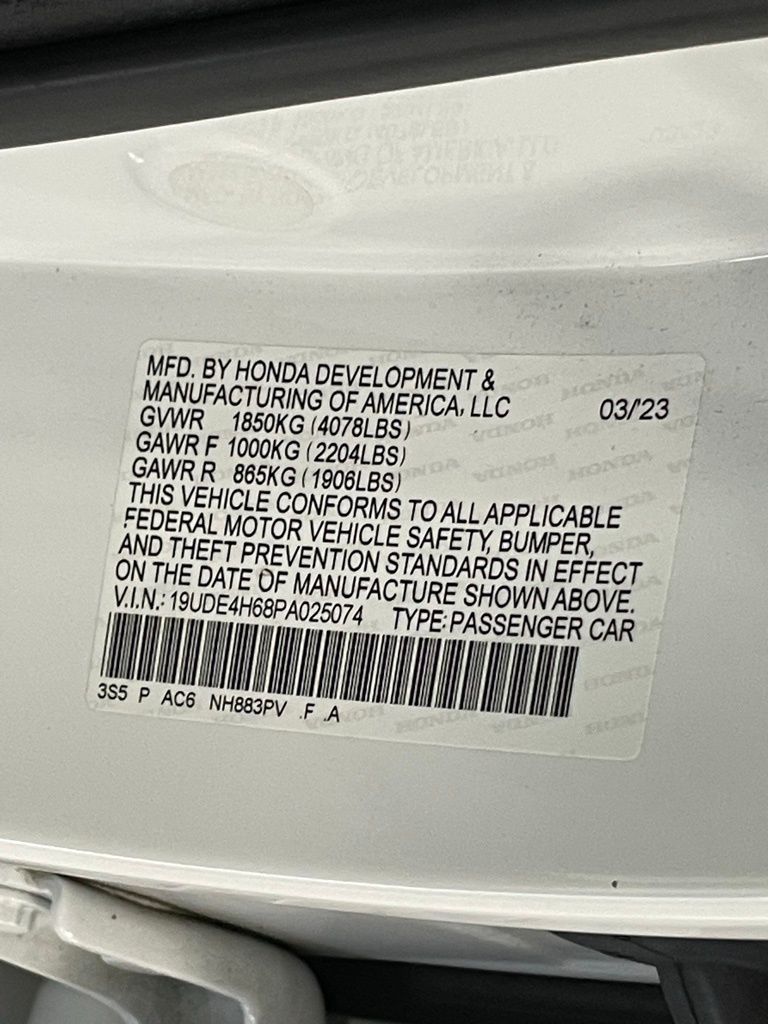 MFD. BY HONDA DEVELOPMENT &
MANUFACTURING OF AMERICA, LLC 03/'23
GVWR 1850KG (4078LBS)
GAWR F 1000KG (2204LBS)
GAWR R 865KG (1906LBS)
THIS VEHICLE CONFORMS TO ALL APPLICABLE
FEDERAL MOTOR VEHICLE SAFETY, BUMPER,
AND THEFT PREVENTION STANDARDS IN EFFECT
ON THE DATE OF MANUFACTURE SHOWN ABOVE.
V.I.N.: 19UDE4H68PA025074 TYPE: PASSENGER CAR
3S5 P AC6 NH883PV .F .A